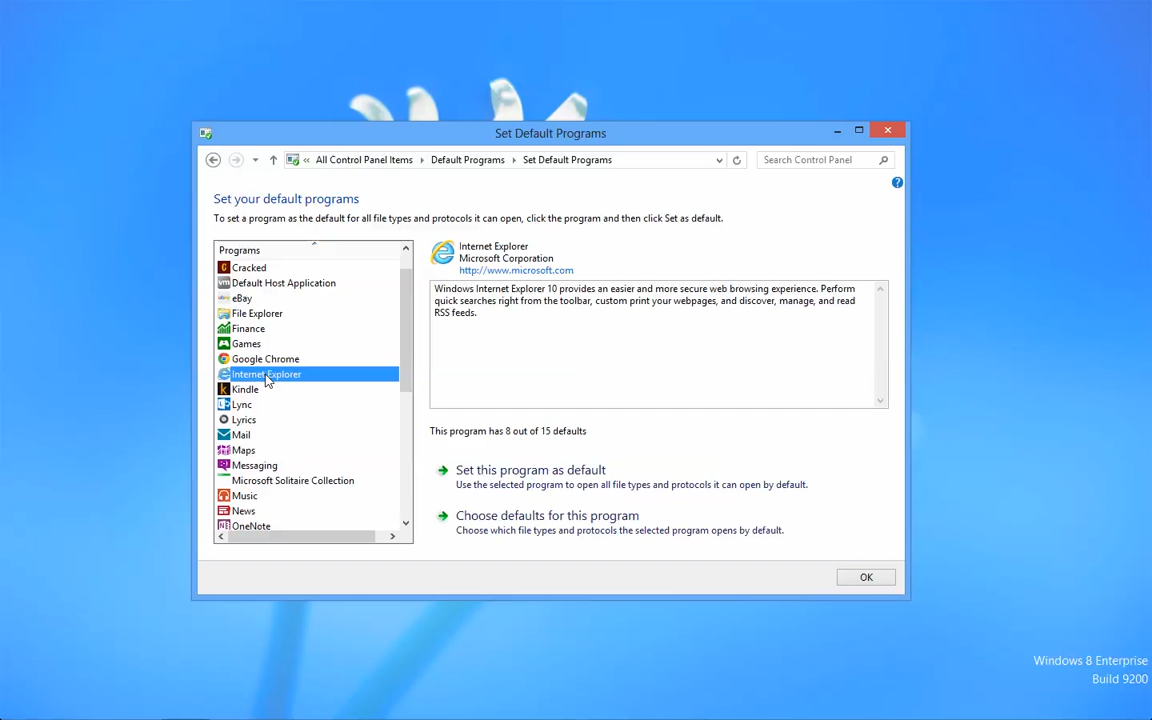 Set Default Programs
« All Control Panel Items Default Programs Set Default Programs
Search Control Panel
Set your default programs
To set a program as the default for all file types and protocols it can open, click the program and then click Set as default.
Programs
Cracked
Default Host Application
eBay
File Explorer
Finance
Games
Google Chrome
Internet Explorer
Kindle
Lync
Lyrics
Mail
Maps
Messaging
Microsoft Solitaire Collection
Music
News
OneNote
Internet Explorer
Microsoft Corporation
http://www.microsoft.com
Windows Internet Explorer 10 provides an easier and more secure web browsing experience. Perform
quick searches right from the toolbar, custom print your webpages, and discover, manage, and read
RSS feeds.
This program has 8 out of 15 defaults
Set this program as default
Use the selected program to open all file types and protocols it can open by default.
Choose defaults for this program
Choose which file types and protocols the selected program opens by default.
OK
Windows 8 Enterprise
Build 9200